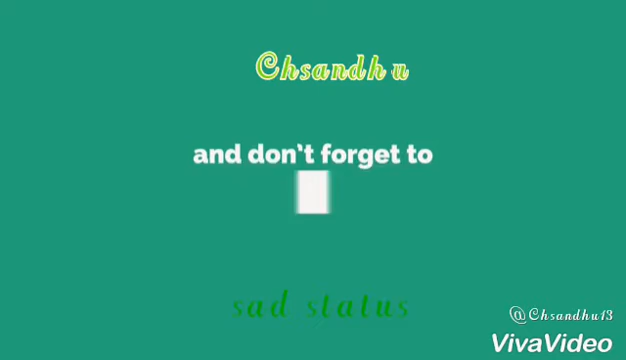 Chsandhu
and don't forget to
sad status
@Chsandhu13
VivaVideo